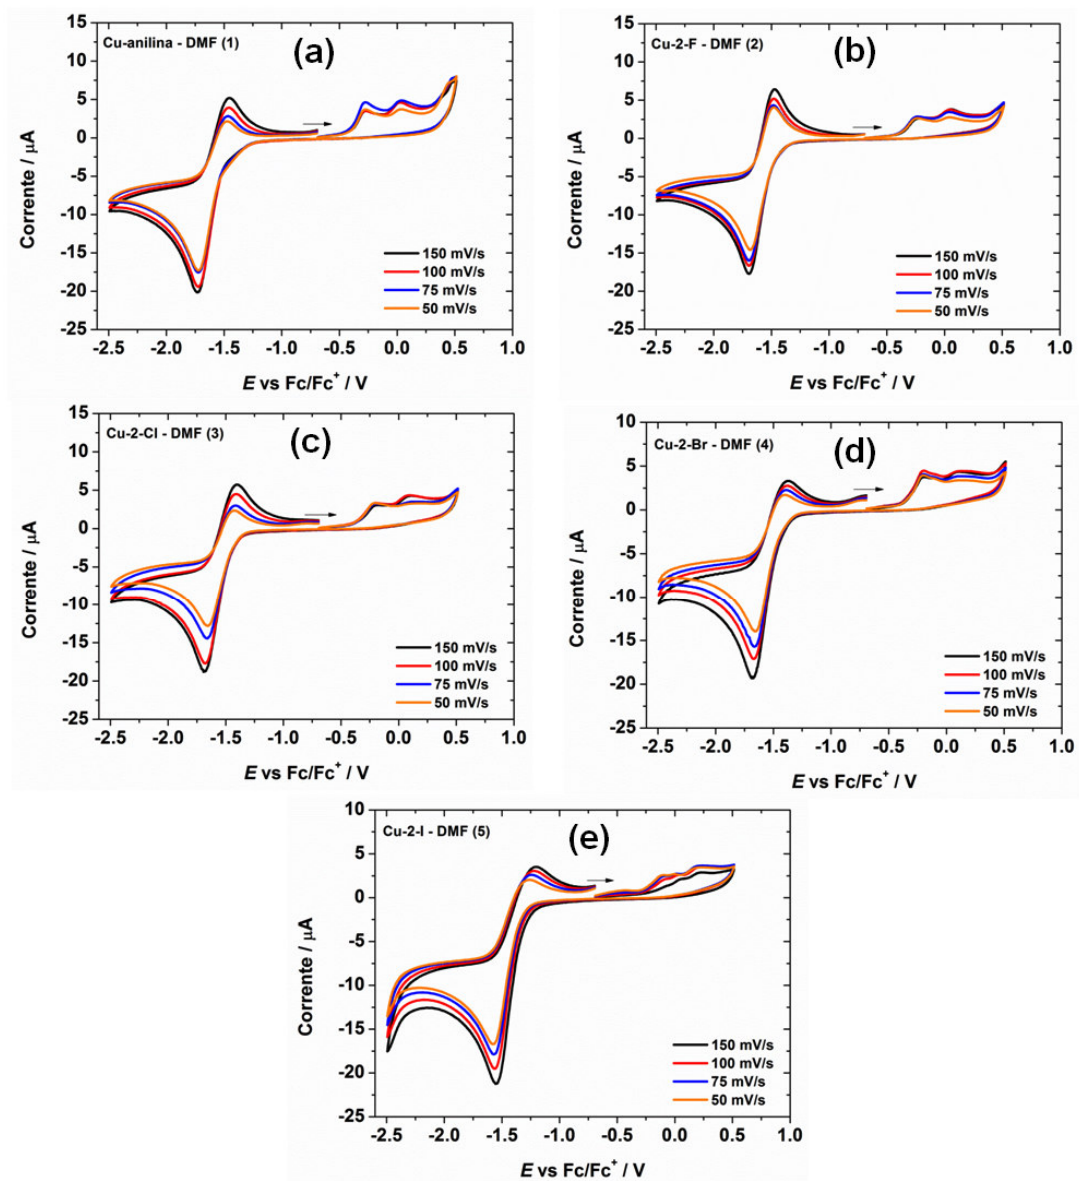 Cu-anilina - DMF (1)
(a)
15
10
5
0
-5
-10
-15
-20
-25
Corrente / µA
150 mV/s
100 mV/s
75 mV/s
50 mV/s
-2.5 -2.0 -1.5 -1.0 -0.5 0.0 0.5 1.0
E vs Fc/Fc+ / V
Cu-2-F - DMF (2)
(b)
15
10
5
0
-5
-10
-15
-20
-25
Corrente / µA
150 mV/s
100 mV/s
75 mV/s
50 mV/s
-2.5 -2.0 -1.5 -1.0 -0.5 0.0 0.5 1.0
E vs Fc/Fc+ / V
Cu-2-Cl - DMF (3)
(c)
15
10
5
0
-5
-10
-15
-20
-25
Corrente / µA
150 mV/s
100 mV/s
75 mV/s
50 mV/s
-2.5 -2.0 -1.5 -1.0 -0.5 0.0 0.5 1.0
E vs Fc/Fc+ / V
Cu-2-Br - DMF (4)
(d)
10
5
0
-5
-10
-15
-20
-25
Corrente / µA
150 mV/s
100 mV/s
75 mV/s
50 mV/s
-2.5 -2.0 -1.5 -1.0 -0.5 0.0 0.5 1.0
E vs Fc/Fc+ / V
Cu-2-I - DMF (5)
(e)
10
5
0
-5
-10
-15
-20
-25
Corrente / µA
150 mV/s
100 mV/s
75 mV/s
50 mV/s
-2.5 -2.0 -1.5 -1.0 -0.5 0.0 0.5 1.0
E vs Fc/Fc+ / V